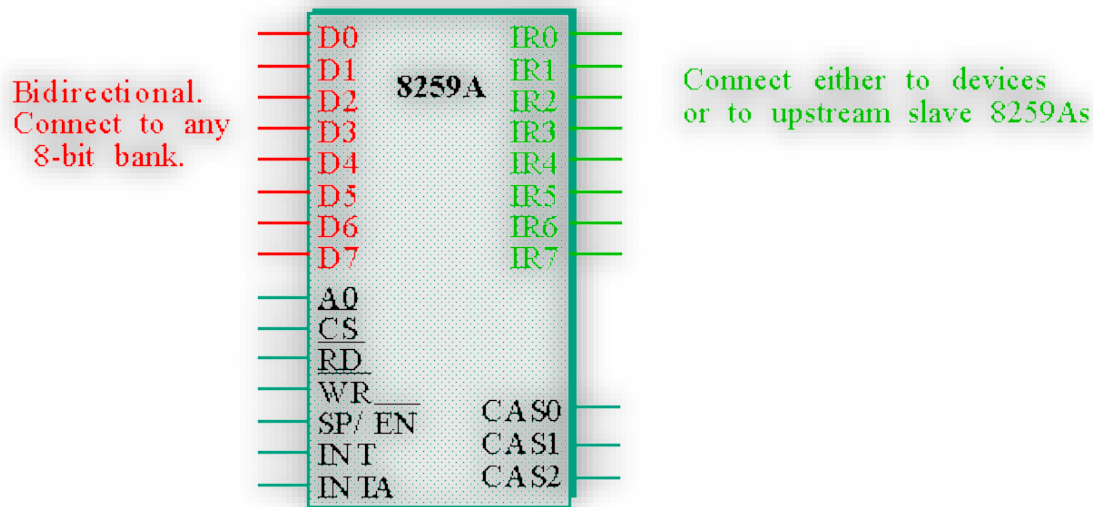 Bidirectional.
Connect to any
8-bit bank.
8259A
D0
D1
D2
D3
D4
D5
D6
D7
A0
CS
RD
WR
SP/ EN
INT
INTA
IR0
IR1
IR2
IR3
IR4
IR5
IR6
IR7
CAS0
CAS1
CAS2
Connect either to devices
or to upstream slave 8259As